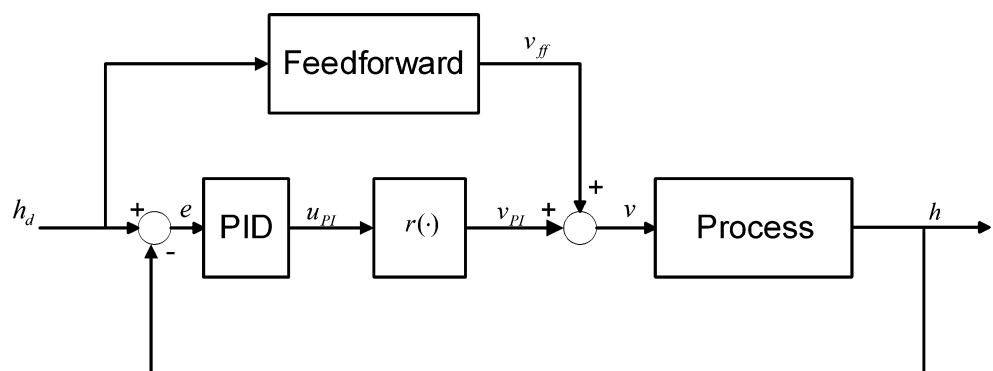 Feedforward
v_ff
+
h_d
+
e
PID
u_PI
r(·)
v_PI
+
v
Process
h
-